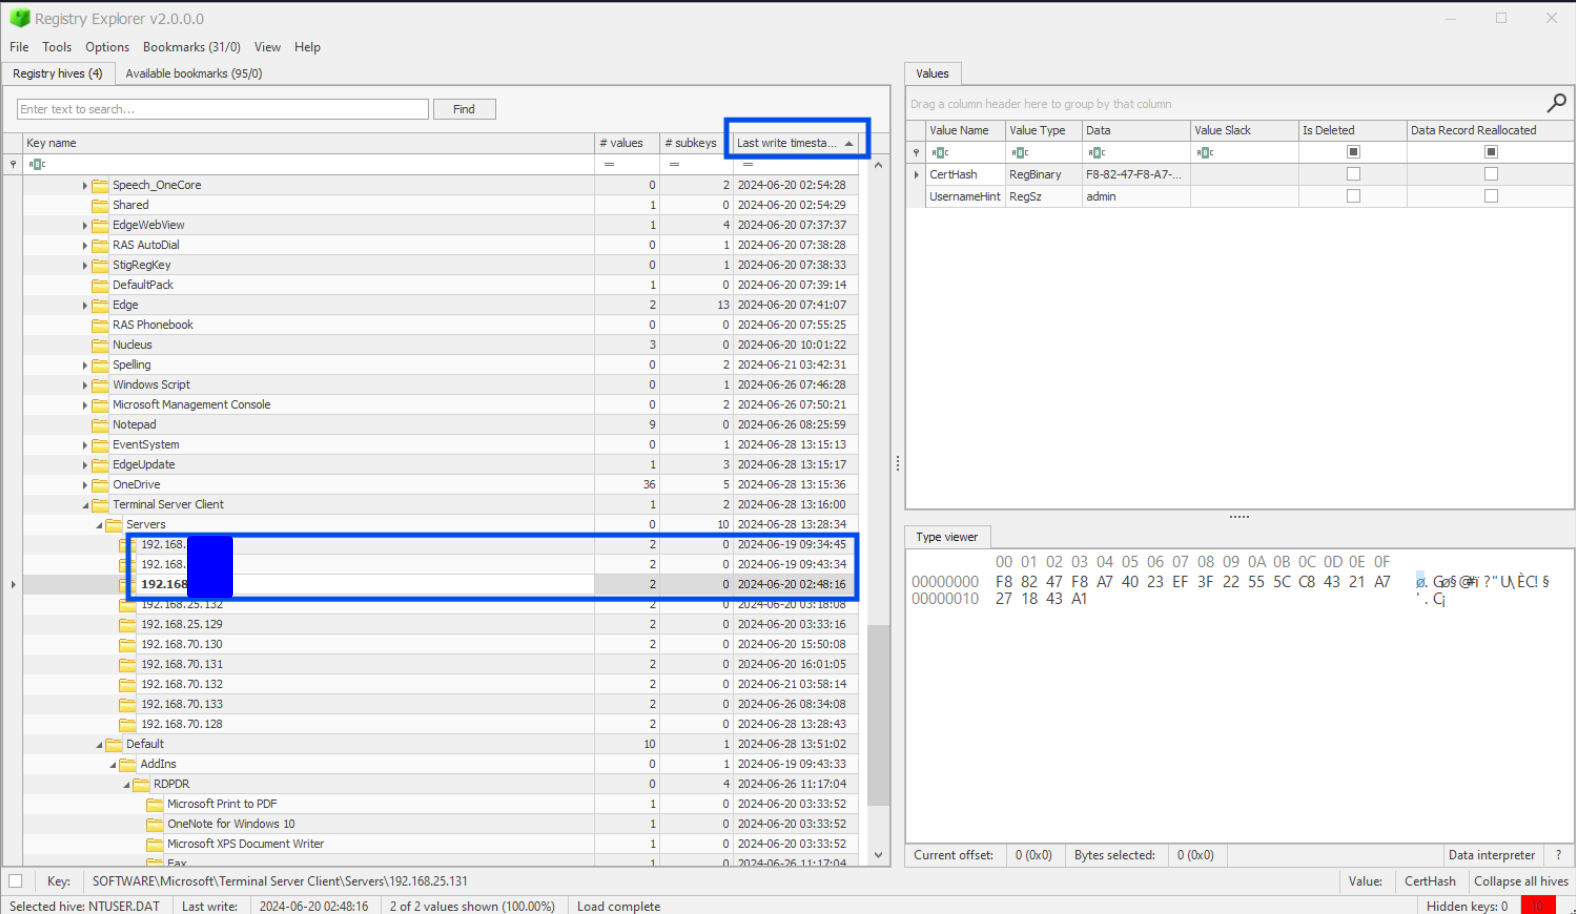 Registry Explorer v2.0.0.0
File Tools Options Bookmarks (31/0) View Help
Registry hives (4) Available bookmarks (95/0)
Enter text to search... Find
Key name # values # subkeys Last write timesta...
=  =  =
Speech_OneCore 0 2 2024-06-20 02:54:28
Shared 1 0 2024-06-20 02:54:29
EdgeWebView 1 4 2024-06-20 07:37:37
RAS AutoDial 0 1 2024-06-20 07:38:28
StigRegKey 0 1 2024-06-20 07:38:33
DefaultPack 1 0 2024-06-20 07:39:14
Edge 2 13 2024-06-20 07:41:07
RAS Phonebook 0 0 2024-06-20 07:55:25
Nucleus 3 0 2024-06-20 10:01:22
Spelling 0 2 2024-06-21 03:42:31
Windows Script 0 1 2024-06-26 07:46:28
Microsoft Management Console 0 2 2024-06-26 07:50:21
Notepad 9 0 2024-06-26 08:25:59
EventSystem 0 1 2024-06-28 13:15:13
EdgeUpdate 1 3 2024-06-28 13:15:17
OneDrive 36 5 2024-06-28 13:15:36
Terminal Server Client 1 2 2024-06-28 13:16:00
Servers 0 10 2024-06-28 13:28:34
192.168. 2 0 2024-06-19 09:34:45
192.168. 2 0 2024-06-19 09:43:34
192.168 2 0 2024-06-20 02:48:16
192.168.25.132 2 0 2024-06-20 03:18:08
192.168.25.129 2 0 2024-06-20 03:33:16
192.168.70.130 2 0 2024-06-20 15:50:08
192.168.70.131 2 0 2024-06-20 16:01:05
192.168.70.132 2 0 2024-06-21 03:58:14
192.168.70.133 2 0 2024-06-26 08:34:08
192.168.70.128 2 0 2024-06-28 13:28:43
Default 10 1 2024-06-28 13:51:02
AddIns 0 1 2024-06-19 09:43:33
RDPDR 0 4 2024-06-26 11:17:04
Microsoft Print to PDF 1 0 2024-06-20 03:33:52
OneNote for Windows 10 1 0 2024-06-20 03:33:52
Microsoft XPS Document Writer 1 0 2024-06-20 03:33:52
Fax 1 0 2024-06-26 11:17:04
Values
Drag a column header here to group by that column
Value Name Value Type Data Value Slack Is Deleted Data Record Reallocated
CertHash RegBinary F8-82-47-F8-A7-...
UsernameHint RegSz admin
Type viewer
00 01 02 03 04 05 06 07 08 09 0A 0B 0C 0D 0E 0F
00000000 F8 82 47 F8 A7 40 23 EF 3F 22 55 5C C8 43 21 A7 ø.Gø§@#ï?"U\ÈC!§
00000010 27 18 43 A1 '.C¡
Current offset: 0 (0x0) Bytes selected: 0 (0x0) Data interpreter ?
Key: SOFTWARE\Microsoft\Terminal Server Client\Servers\192.168.25.131 Value: CertHash Collapse all hives
Selected hive: NTUSER.DAT Last write: 2024-06-20 02:48:16 2 of 2 values shown (100.00%) Load complete Hidden keys: 0 10